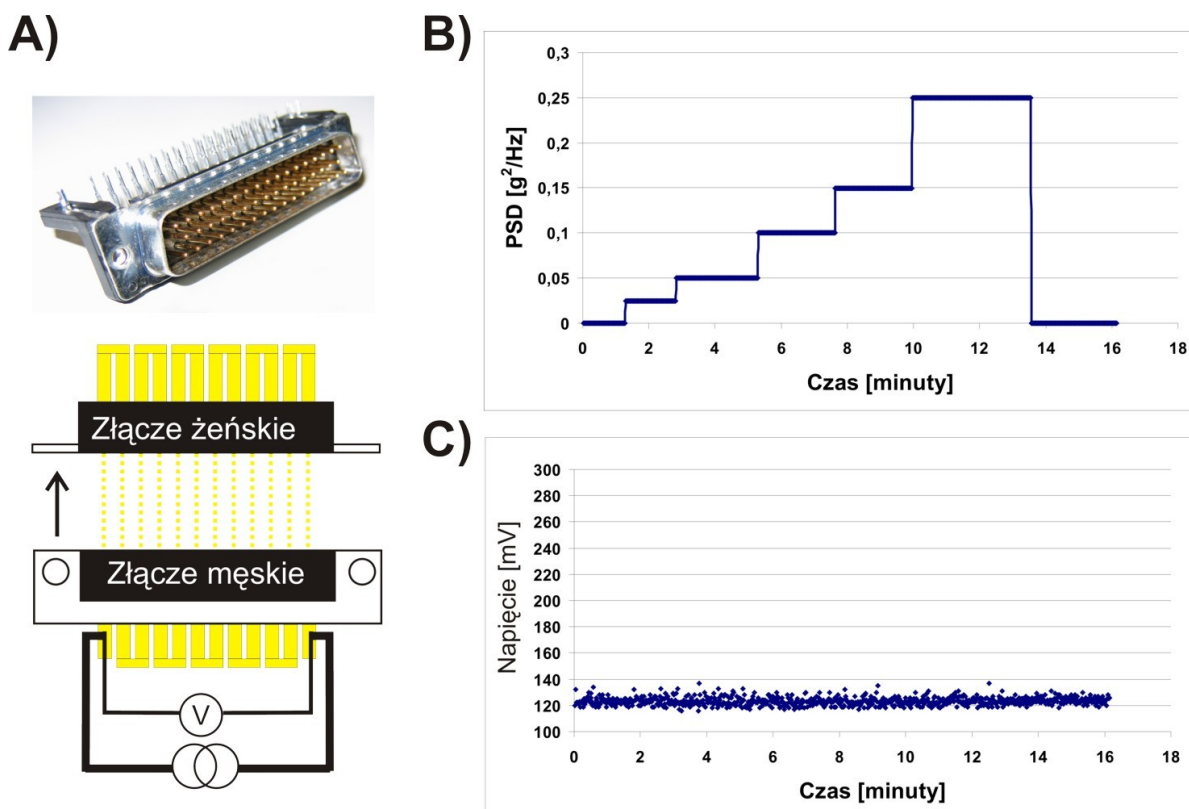 A)
Złącze żeńskie
Złącze męskie
V
B)
0,3
0,25
0,2
0,15
0,1
0,05
0
PSD [g²/Hz]
0 2 4 6 8 10 12 14 16 18
Czas [minuty]
C)
300
280
260
240
220
200
180
160
140
120
100
Napięcie [mV]
0 2 4 6 8 10 12 14 16 18
Czas [minuty]